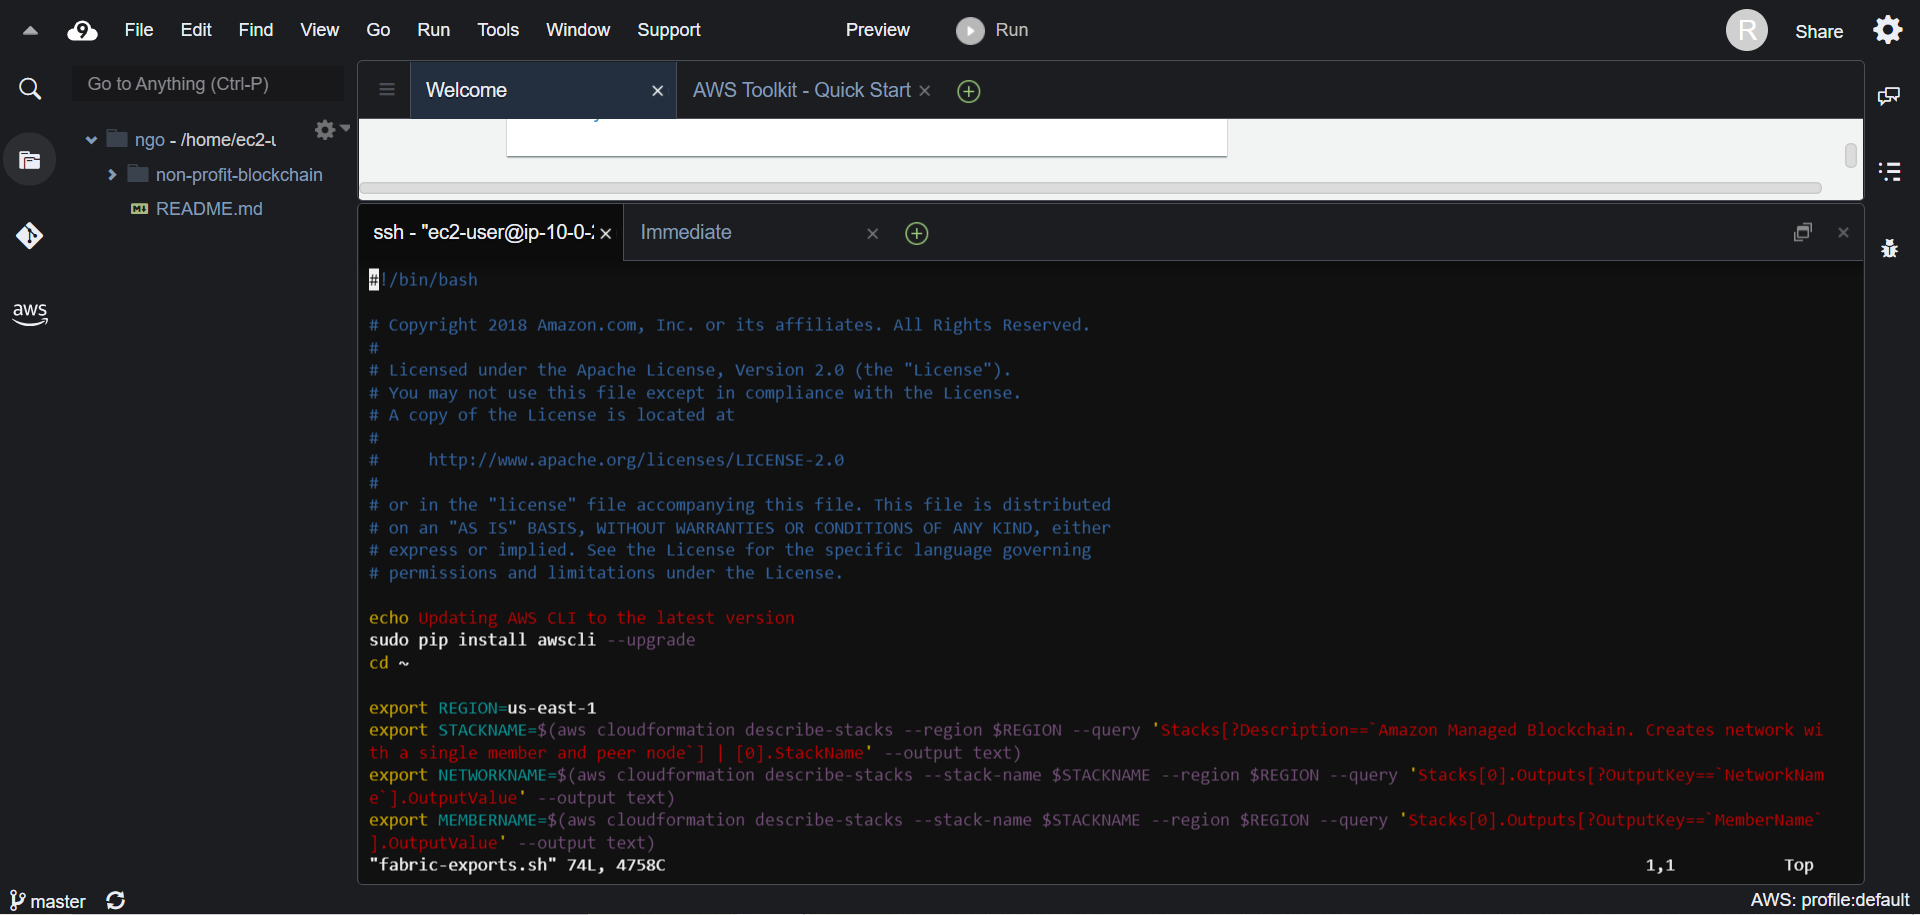 File Edit Find View Go Run Tools Window Support Preview Run R Share
Go to Anything (Ctrl-P)
Welcome AWS Toolkit - Quick Start
ngo - /home/ec2-u
non-profit-blockchain
README.md
aws
ssh - "ec2-user@ip-10-0-2 Immediate
#!/bin/bash
# Copyright 2018 Amazon.com, Inc. or its affiliates. All Rights Reserved.
#
# Licensed under the Apache License, Version 2.0 (the "License").
# You may not use this file except in compliance with the License.
# A copy of the License is located at
#
#     http://www.apache.org/licenses/LICENSE-2.0
#
# or in the "license" file accompanying this file. This file is distributed
# on an "AS IS" BASIS, WITHOUT WARRANTIES OR CONDITIONS OF ANY KIND, either
# express or implied. See the License for the specific language governing
# permissions and limitations under the License.
echo Updating AWS CLI to the latest version
sudo pip install awscli --upgrade
cd ~
export REGION=us-east-1
export STACKNAME=$(aws cloudformation describe-stacks --region $REGION --query 'Stacks[?Description==`Amazon Managed Blockchain. Creates network wi
th a single member and peer node`] | [0].StackName' --output text)
export NETWORKNAME=$(aws cloudformation describe-stacks --stack-name $STACKNAME --region $REGION --query 'Stacks[0].Outputs[?OutputKey==`NetworkNam
e`].OutputValue' --output text)
export MEMBERNAME=$(aws cloudformation describe-stacks --stack-name $STACKNAME --region $REGION --query 'Stacks[0].Outputs[?OutputKey==`MemberName`
].OutputValue' --output text)
"fabric-exports.sh" 74L, 4758C 1,1 Top
master AWS: profile:default